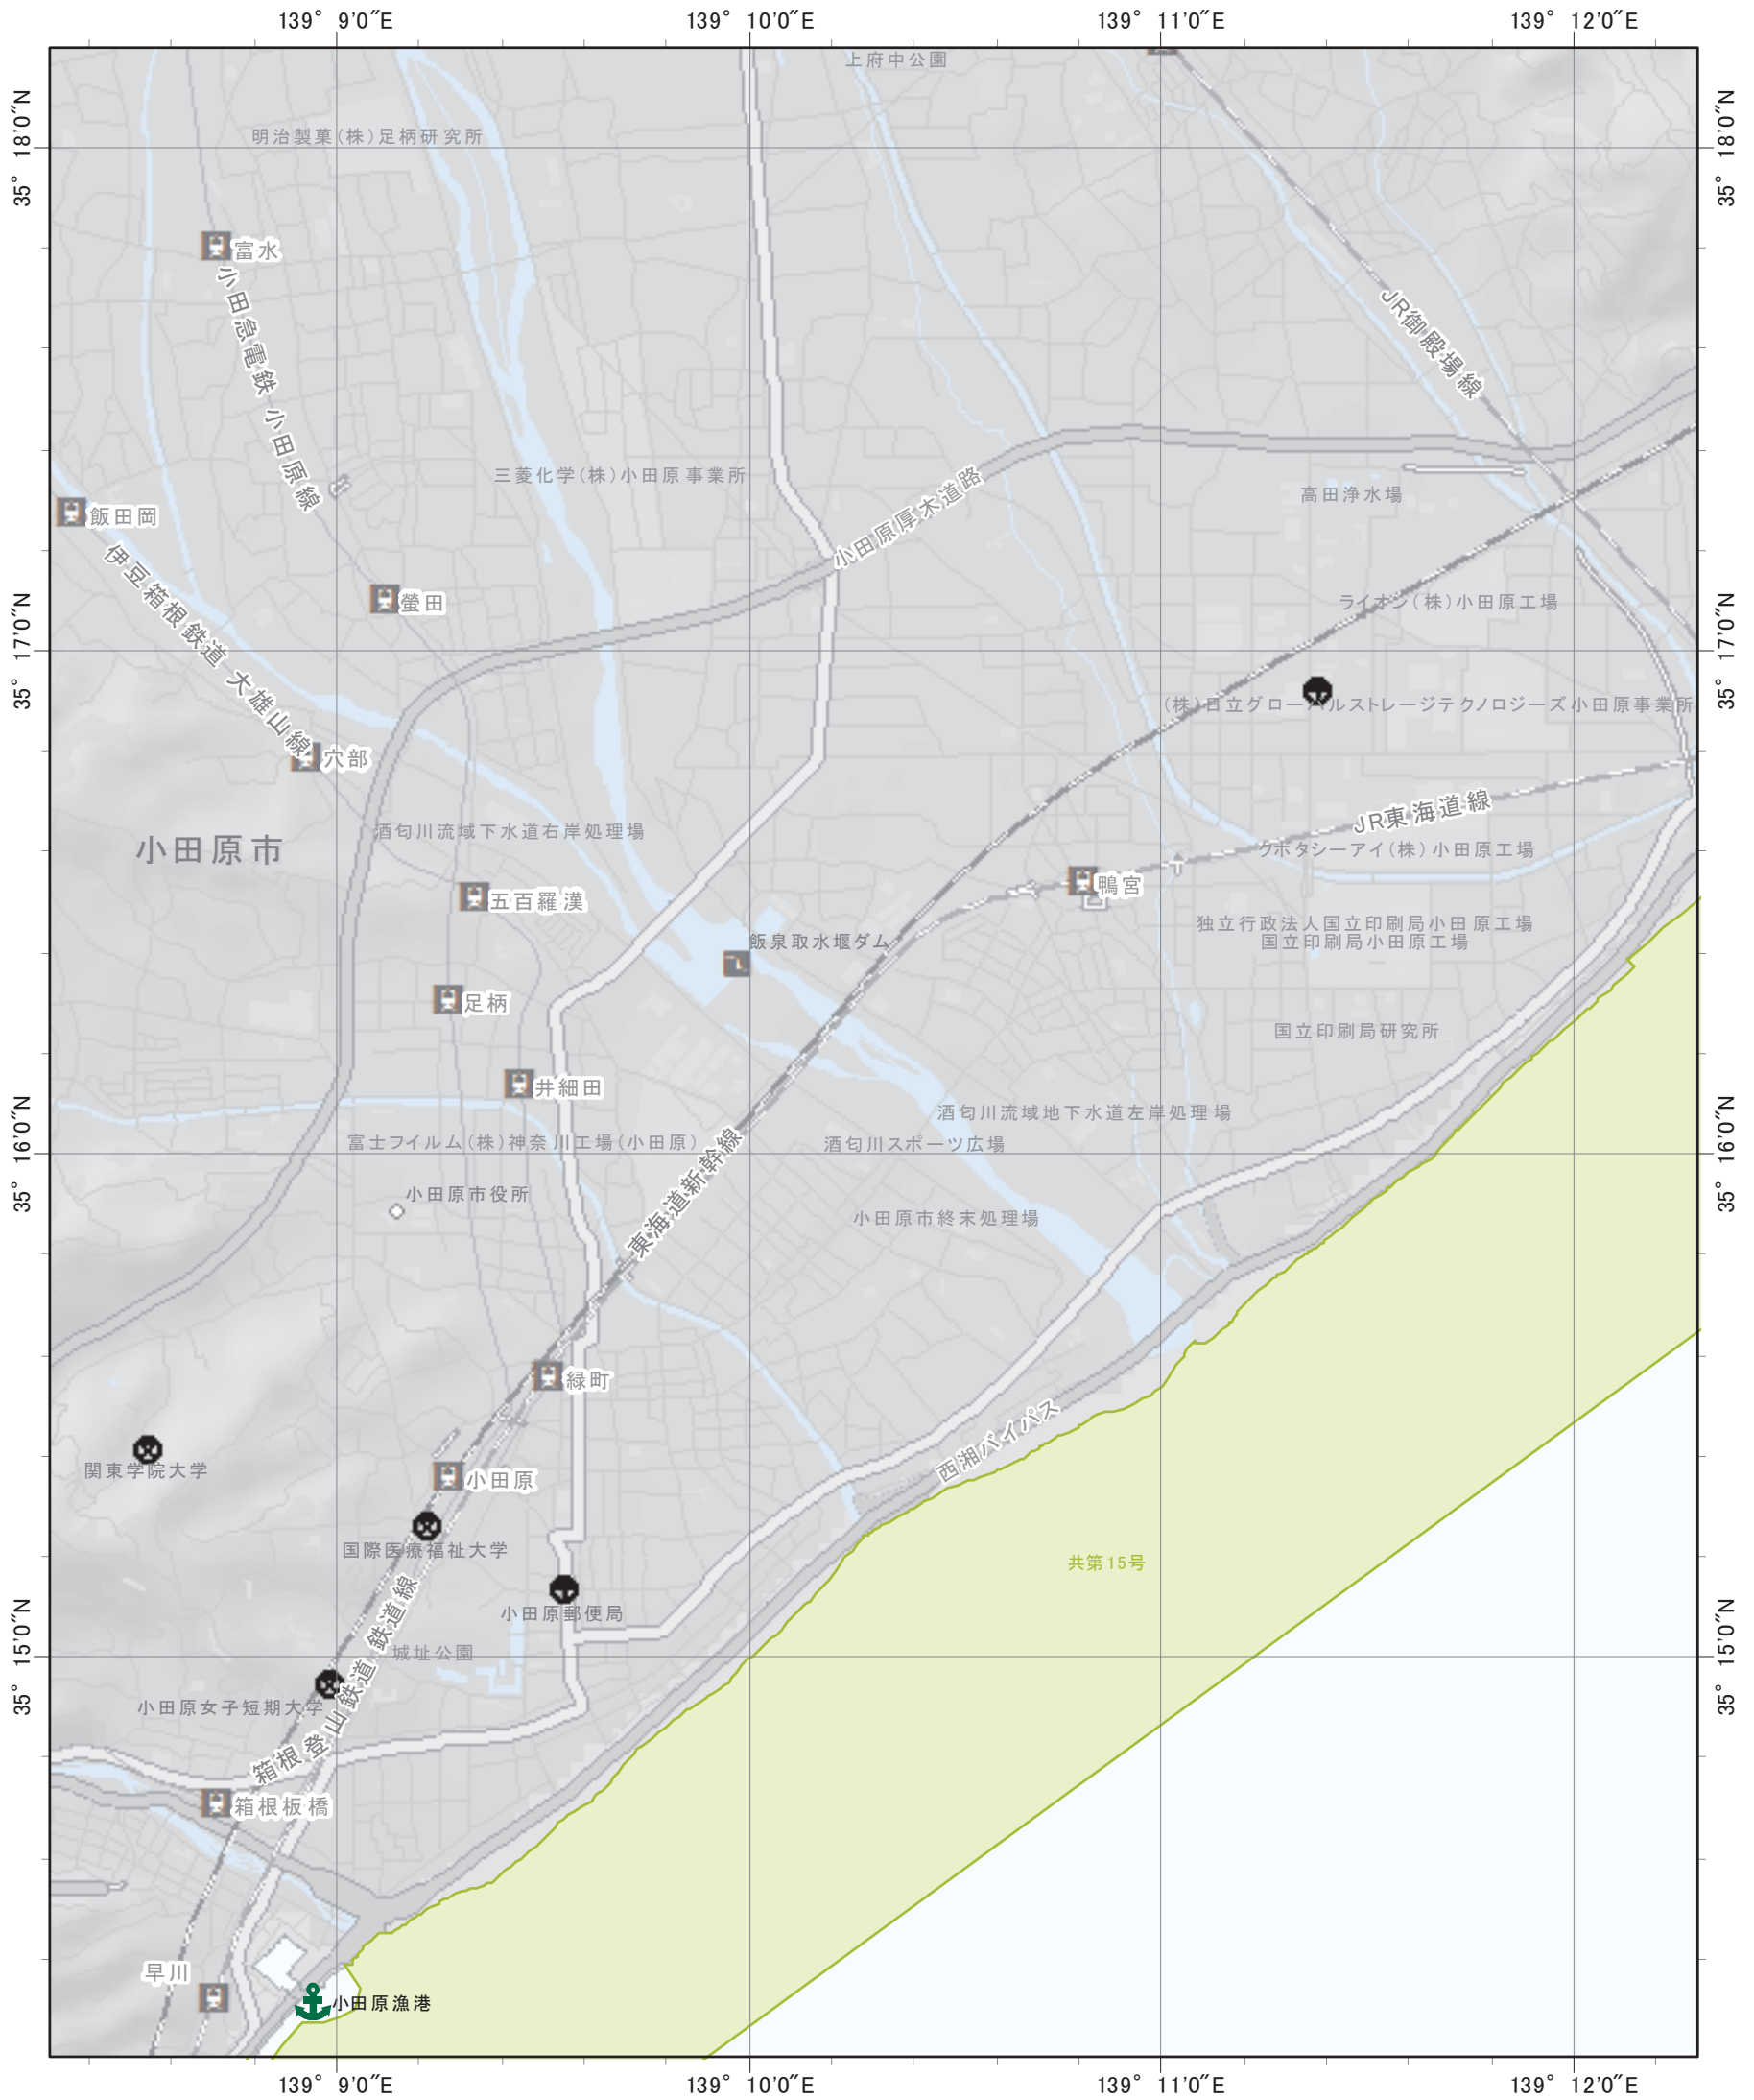 139° 9'0"E
139° 10'0"E
139° 11'0"E
139° 12'0"E
上府中公園
明治製菓(株)足柄研究所
35° 18'0"N
35° 18'0"N
富水
小田急電鉄 小田原線
JR御殿場線
三菱化学(株)小田原事業所
小田原厚木道路
高田浄水場
飯田岡
伊豆箱根鉄道 大雄山線
螢田
ライオン(株)小田原工場
35° 17'0"N
35° 17'0"N
(株)日立グローバルストレージテクノロジーズ小田原事業所
穴部
小田原市
酒匂川流域下水道右岸処理場
JR東海道線
クボタシーアイ(株)小田原工場
鴨宮
五百羅漢
独立行政法人国立印刷局小田原工場
国立印刷局小田原工場
飯泉取水堰ダム
足柄
国立印刷局研究所
井細田
酒匂川流域地下水道左岸処理場
富士フイルム(株)神奈川工場(小田原)
酒匂川スポーツ広場
35° 16'0"N
35° 16'0"N
東海道新幹線
小田原市役所
小田原市終末処理場
緑町
西湘バイパス
関東学院大学
小田原
国際医療福祉大学
共第15号
小田原郵便局
城址公園
35° 15'0"N
35° 15'0"N
小田原女子短期大学
箱根登山鉄道 鉄道線
箱根板橋
早川
小田原漁港
139° 9'0"E
139° 10'0"E
139° 11'0"E
139° 12'0"E